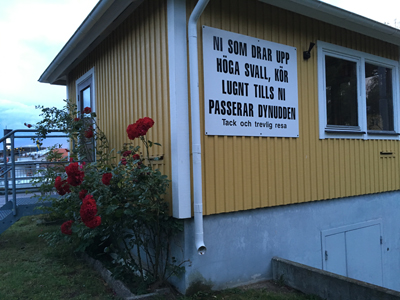 NI SOM DRAR UPP
HÖGA SVALL, KÖR
LUGNT TILLS NI
PASSERAR DYNUDDEN
Tack och trevlig resa